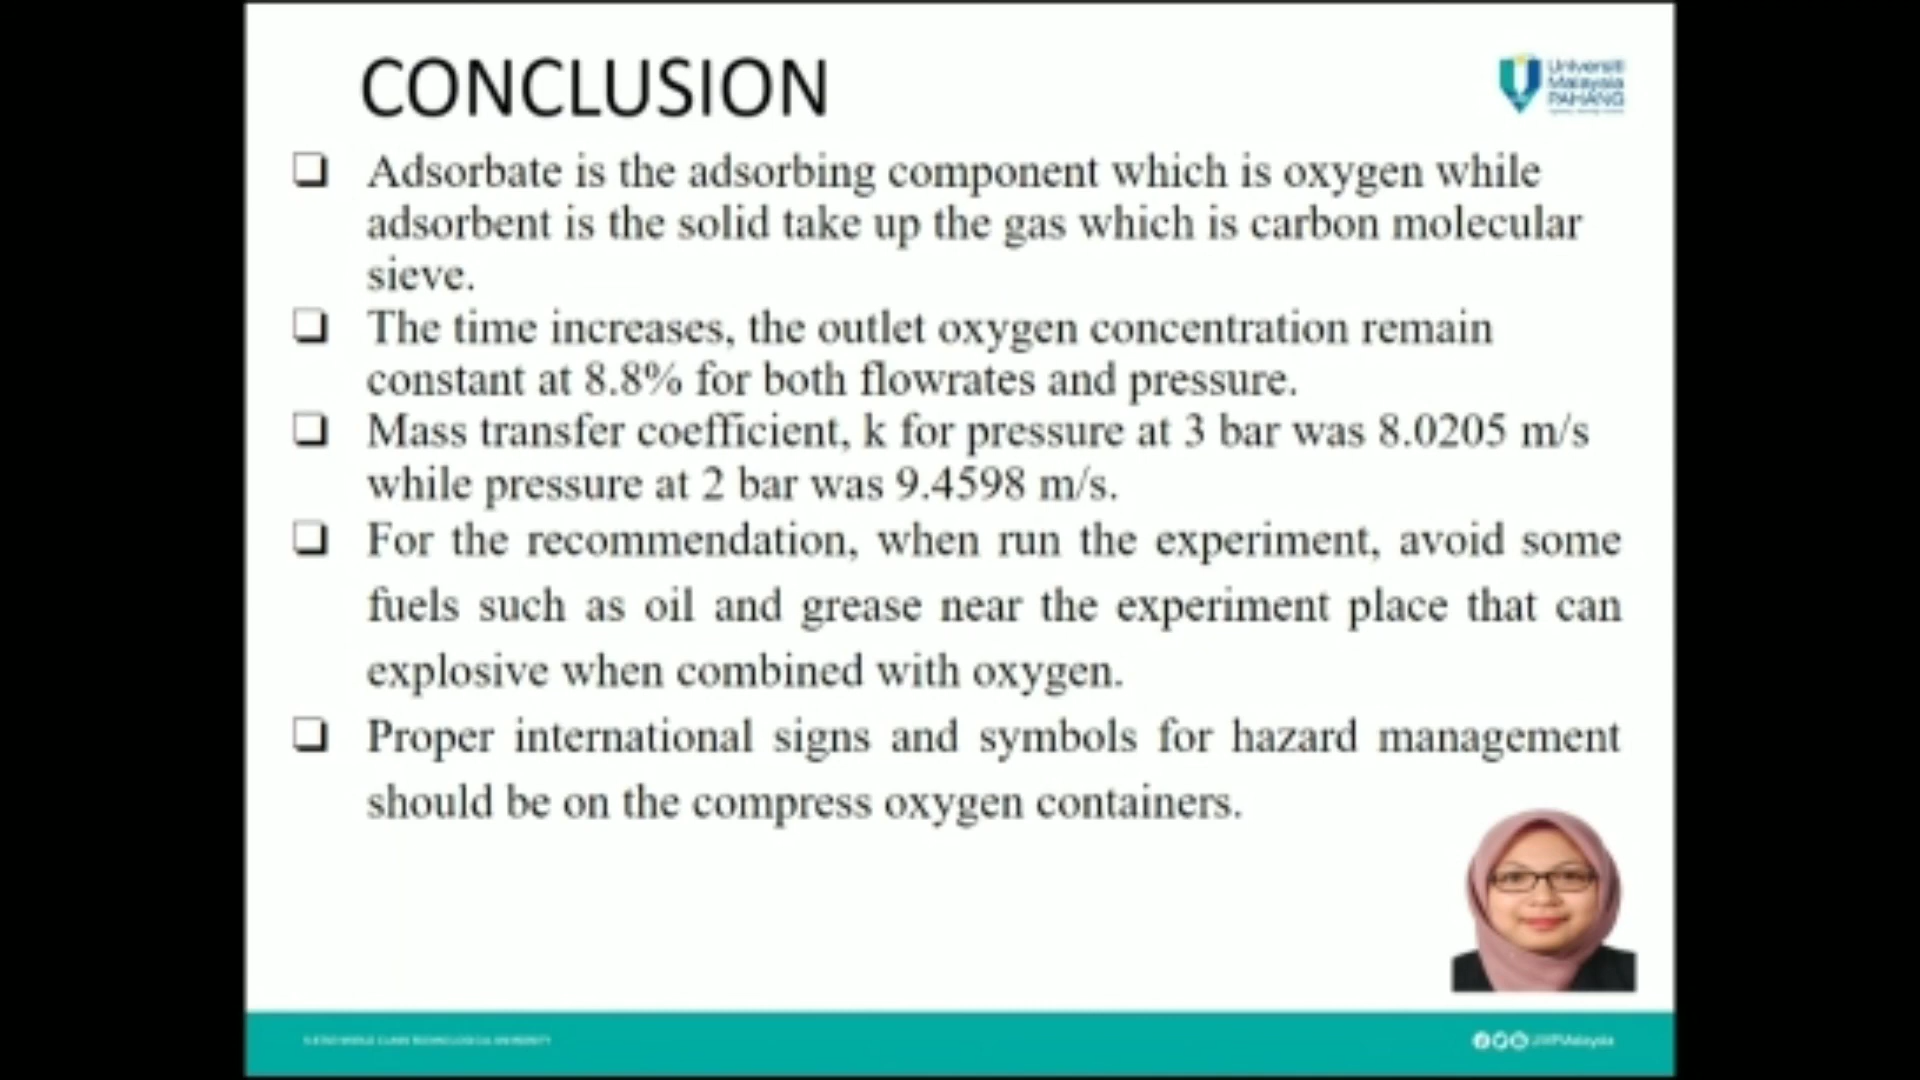 CONCLUSION
Universiti
Malaysia
PAHANG
❑ Adsorbate is the adsorbing component which is oxygen while
adsorbent is the solid take up the gas which is carbon molecular
sieve.
❑ The time increases, the outlet oxygen concentration remain
constant at 8.8% for both flowrates and pressure.
❑ Mass transfer coefficient, k for pressure at 3 bar was 8.0205 m/s
while pressure at 2 bar was 9.4598 m/s.
❑ For the recommendation, when run the experiment, avoid some
fuels such as oil and grease near the experiment place that can
explosive when combined with oxygen.
❑ Proper international signs and symbols for hazard management
should be on the compress oxygen containers.
UMPMalaysia